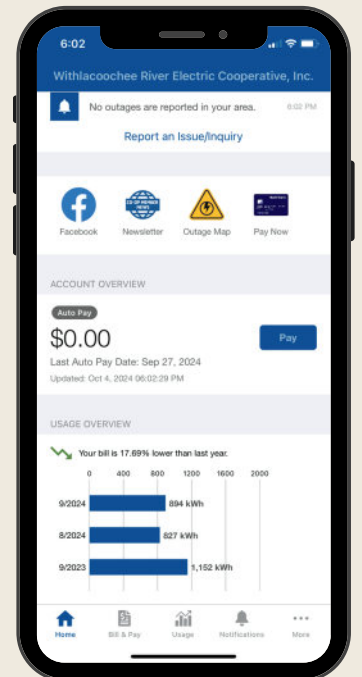 6:02
Withlacoochee River Electric Cooperative, Inc.
No outages are reported in your area. 6:02 PM
Report an Issue/Inquiry
CO-OP MEMBER
NEWS
Facebook Newsletter Outage Map Pay Now
ACCOUNT OVERVIEW
Auto Pay
$0.00
Pay
Last Auto Pay Date: Sep 27, 2024
Updated: Oct 4, 2024 06:02:29 PM
USAGE OVERVIEW
Your bill is 17.69% lower than last year.
0 400 800 1200 1600 2000
9/2024 894 kWh
8/2024 827 kWh
9/2023 1,152 kWh
Home Bill & Pay Usage Notifications More